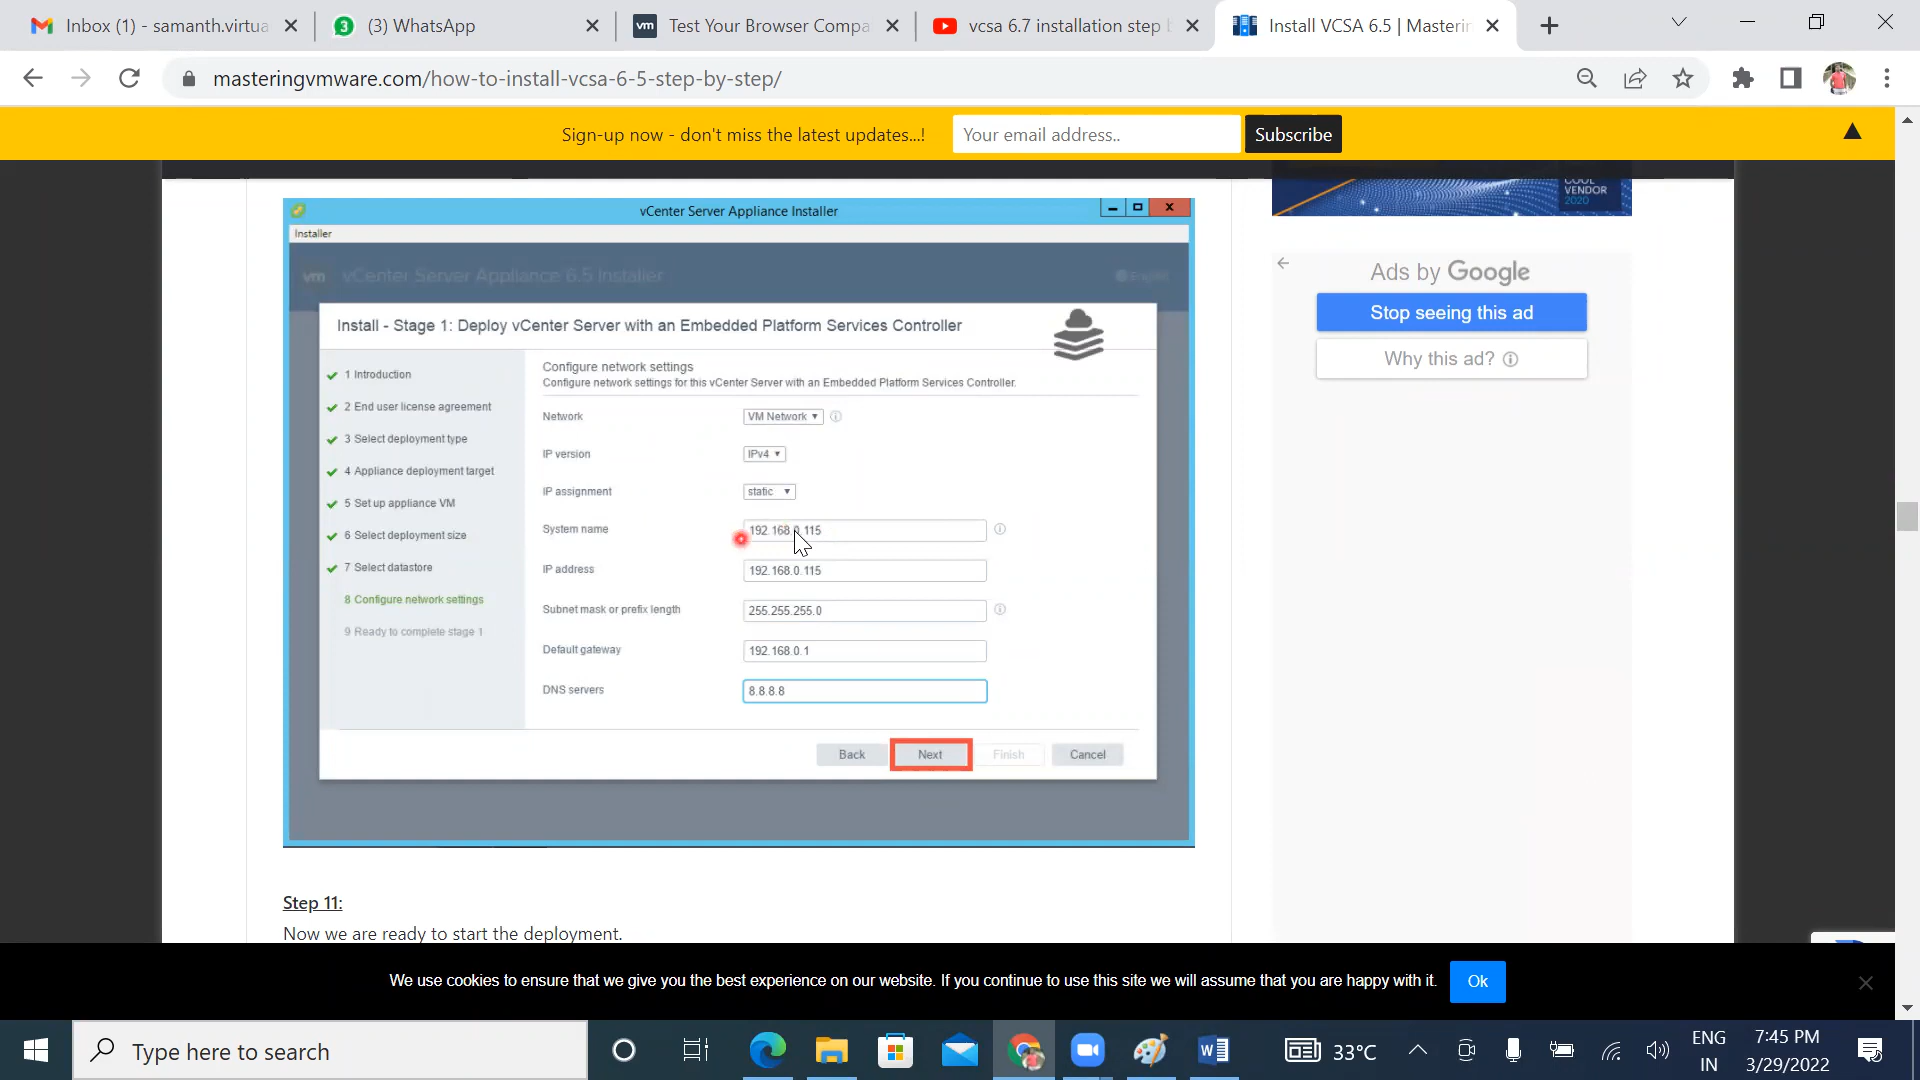 Inbox (1) - samanth.virtua
(3) WhatsApp
Test Your Browser Compa
vcsa 6.7 installation step
Install VCSA 6.5 | Masterin
masteringvmware.com/how-to-install-vcsa-6-5-step-by-step/
Sign-up now - don't miss the latest updates...!
Your email address..
Subscribe
COOL
VENDOR
2020
vCenter Server Appliance Installer
Installer
vm vCenter Server Appliance 6.5 Installer
English
Install - Stage 1: Deploy vCenter Server with an Embedded Platform Services Controller
1 Introduction
2 End user license agreement
3 Select deployment type
4 Appliance deployment target
5 Set up appliance VM
6 Select deployment size
7 Select datastore
8 Configure network settings
9 Ready to complete stage 1
Configure network settings
Configure network settings for this vCenter Server with an Embedded Platform Services Controller.
Network VM Network
IP version IPv4
IP assignment static
System name 192.168.0.115
IP address 192.168.0.115
Subnet mask or prefix length 255.255.255.0
Default gateway 192.168.0.1
DNS servers 8.8.8.8
Back Next Finish Cancel
Ads by Google
Stop seeing this ad
Why this ad?
Step 11:
Now we are ready to start the deployment.
We use cookies to ensure that we give you the best experience on our website. If you continue to use this site we will assume that you are happy with it.
Ok
Type here to search
33°C
ENG
IN
7:45 PM
3/29/2022